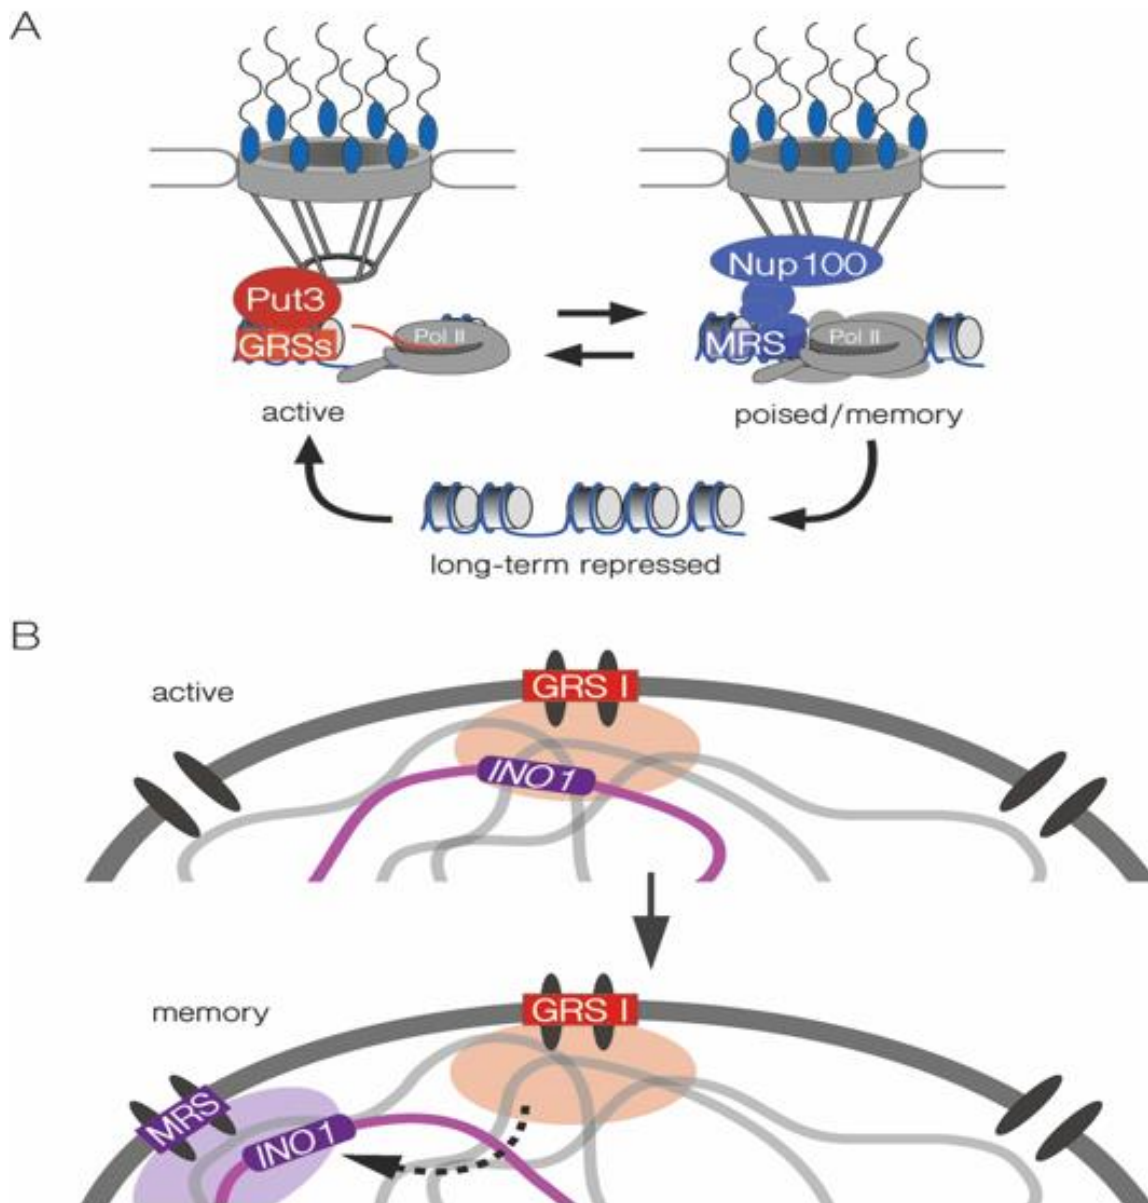 A
Put3
GRSs
Pol II
active
Nup100
MRS
Pol II
poised/memory
long-term repressed
B
active
GRS I
INO1
memory
GRS I
MRS
INO1